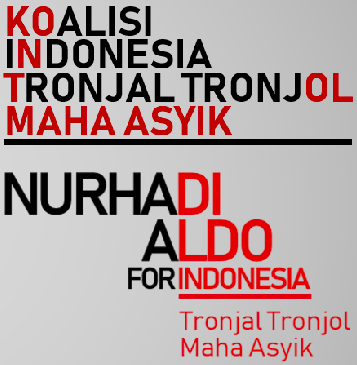 KOALISI
INDONESIA
TRONJAL TRONJOL
MAHA ASYIK
NURHADI
ALDO
FOR INDONESIA
Tronjal Tronjol
Maha Asyik